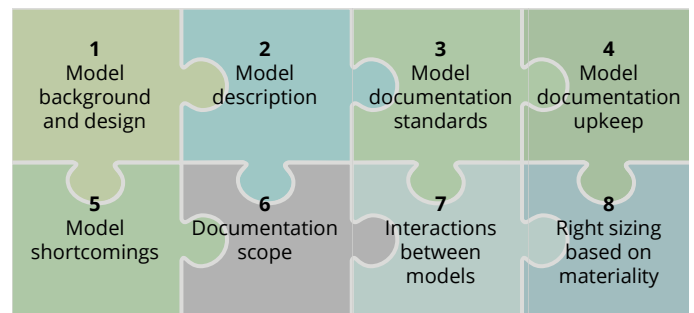 1
Model
background
and design
2
Model
description
3
Model
documentation
standards
4
Model
documentation
upkeep
5
Model
shortcomings
6
Documentation
scope
7
Interactions
between
models
8
Right sizing
based on
materiality